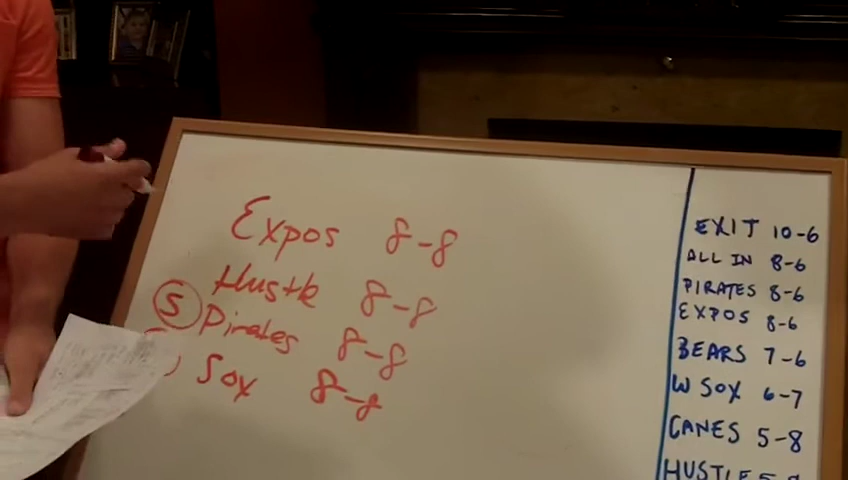 Expos 8-8
Hustle 8-8
5 Pirates 8-8
Sox 8-8
EXIT 10-6
ALL IN 8-6
PIRATES 8-6
EXPOS 8-6
BEARS 7-6
W SOX 6-7
CANES 5-8
HUSTLE